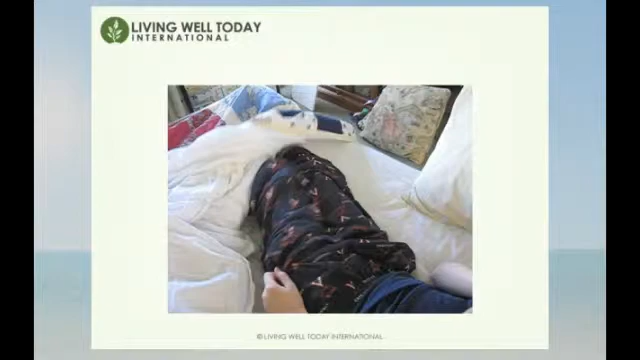 LIVING WELL TODAY
INTERNATIONAL
© LIVING WELL TODAY INTERNATIONAL